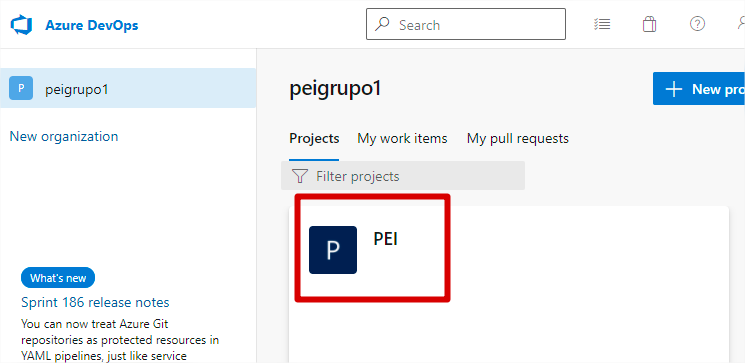 Azure DevOps
Search
P peigrupo1
New organization
What's new
Sprint 186 release notes
You can now treat Azure Git
repositories as protected resources in
YAML pipelines, just like service
peigrupo1
+ New pro
Projects My work items My pull requests
Filter projects
P PEI